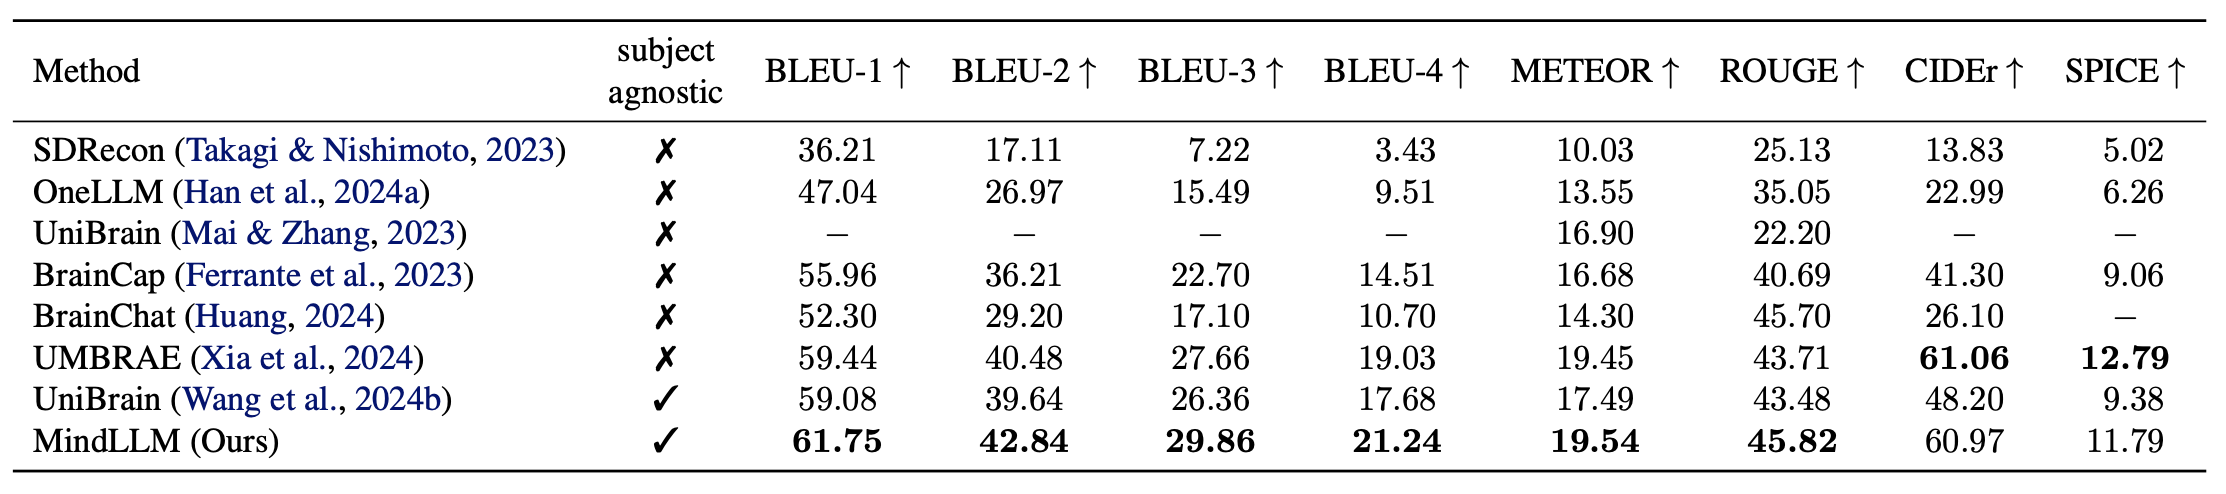 Method subject agnostic BLEU-1 ↑ BLEU-2 ↑ BLEU-3 ↑ BLEU-4 ↑ METEOR ↑ ROUGE ↑ CIDEr ↑ SPICE ↑
SDRecon (Takagi & Nishimoto, 2023) ✗ 36.21 17.11 7.22 3.43 10.03 25.13 13.83 5.02
OneLLM (Han et al., 2024a) ✗ 47.04 26.97 15.49 9.51 13.55 35.05 22.99 6.26
UniBrain (Mai & Zhang, 2023) ✗ − − − − 16.90 22.20 − −
BrainCap (Ferrante et al., 2023) ✗ 55.96 36.21 22.70 14.51 16.68 40.69 41.30 9.06
BrainChat (Huang, 2024) ✗ 52.30 29.20 17.10 10.70 14.30 45.70 26.10 −
UMBRAE (Xia et al., 2024) ✗ 59.44 40.48 27.66 19.03 19.45 43.71 61.06 12.79
UniBrain (Wang et al., 2024b) ✓ 59.08 39.64 26.36 17.68 17.49 43.48 48.20 9.38
MindLLM (Ours) ✓ 61.75 42.84 29.86 21.24 19.54 45.82 60.97 11.79